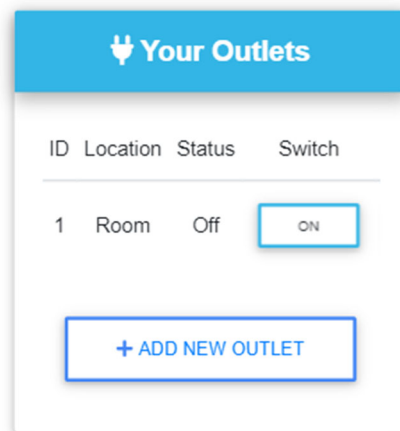 Your Outlets
ID Location Status Switch
1 Room Off ON
+ ADD NEW OUTLET